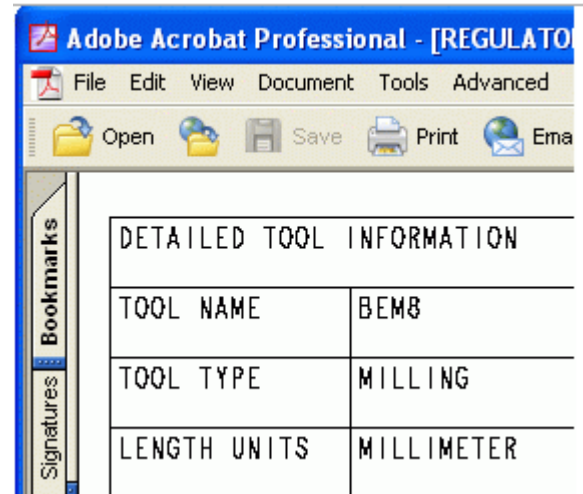 Adobe Acrobat Professional - [REGULATO
File Edit View Document Tools Advanced
Open Save Print Ema
Bookmarks
Signatures
DETAILED TOOL INFORMATION
TOOL NAME BEM8
TOOL TYPE MILLING
LENGTH UNITS MILLIMETER